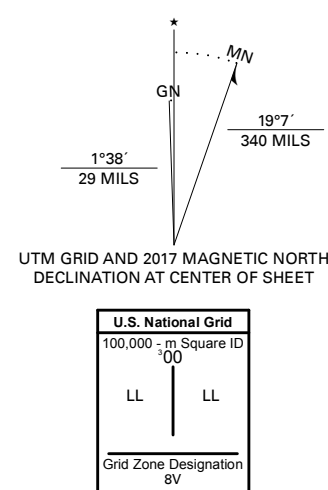 ★
MN
GN
19°7´
340 MILS
1°38´
29 MILS
UTM GRID AND 2017 MAGNETIC NORTH
DECLINATION AT CENTER OF SHEET
U.S. National Grid
100,000 - m Square ID
³00
LL LL
Grid Zone Designation
8V